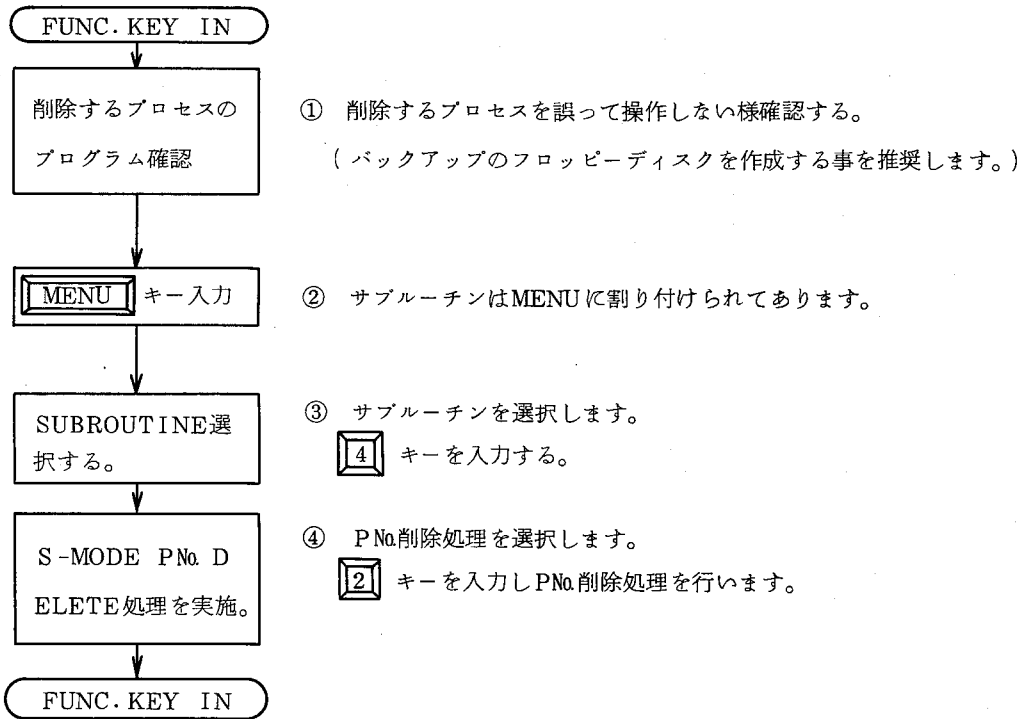 FUNC. KEY IN
削除するプロセスの
プログラム確認
① 削除するプロセスを誤って操作しない様確認する。
(バックアップのフロッピーディスクを作成する事を推奨します。)
MENU キー入力
② サブルーチンはMENUに割り付けられてあります。
SUBROUTINE選
択する。
③ サブルーチンを選択します。
4 キーを入力する。
S-MODE P№ D
ELETE処理を実施。
④ P№削除処理を選択します。
2 キーを入力しP№削除処理を行います。
FUNC. KEY IN